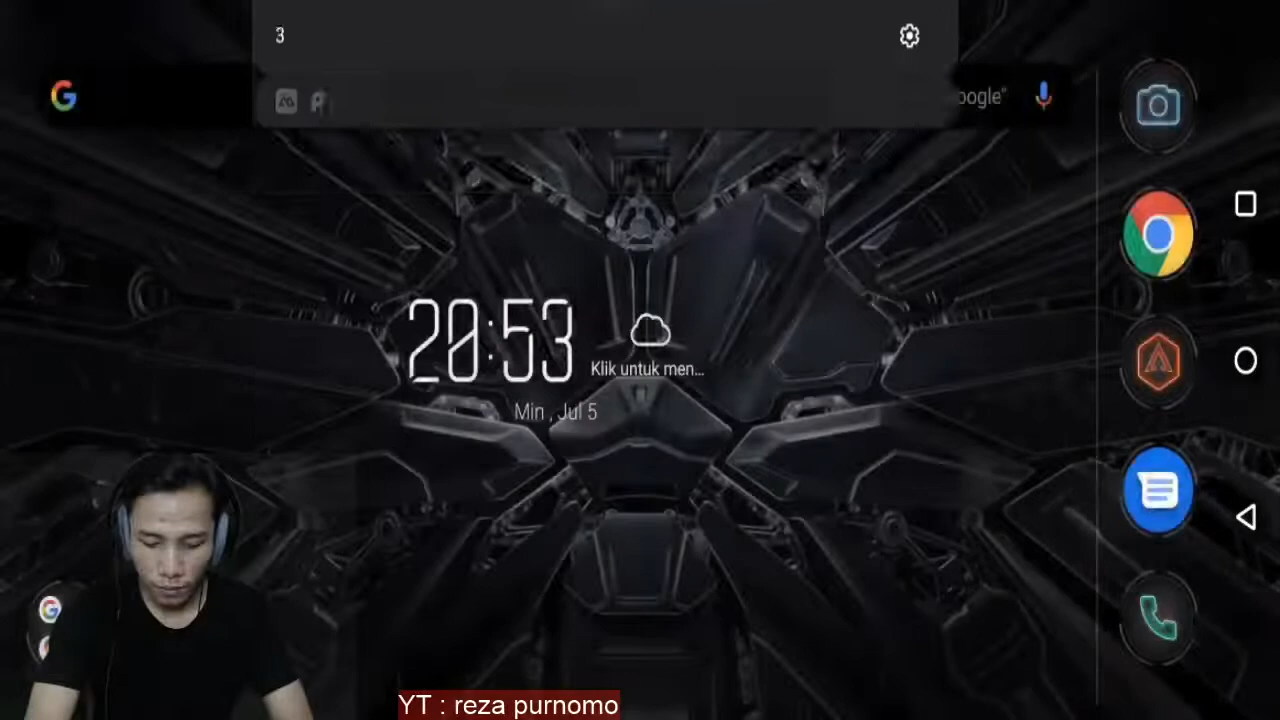 3
oogle"
20:53
Klik untuk men...
Min , Jul 5
YT : reza purnomo